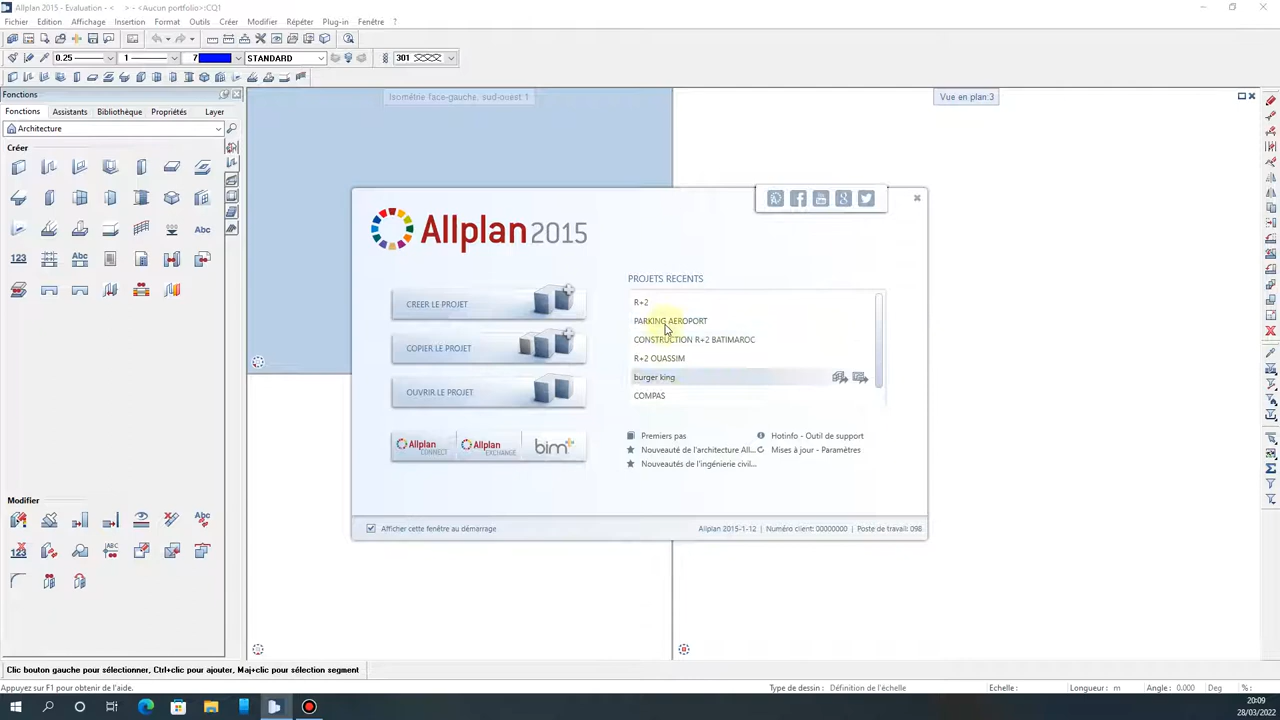 Allplan 2015 - Evaluation - < > - <Aucun portfolio>:CQ1
Fichier Edition Affichage Insertion Format Outils Créer Modifier Répéter Plug-in Fenêtre ?
0.25 1 7 STANDARD 301
Fonctions
Fonctions Assistants Bibliothèque Propriétés Layer
Architecture
Créer
123
Abc
Modifier
Abc
123
ABC
Isométrie face-gauche, sud-ouest:1
Vue en plan:3
Allplan 2015
CREER LE PROJET
COPIER LE PROJET
OUVRIR LE PROJET
Allplan CONNECT
Allplan EXCHANGE
bim+
PROJETS RECENTS
R+2
PARKING AEROPORT
CONSTRUCTION R+2 BATIMAROC
R+2 OUASSIM
burger king
COMPAS
Premiers pas
Hotinfo - Outil de support
Nouveauté de l'architecture All...
Mises à jour - Paramètres
Nouveautés de l'ingénierie civil...
Afficher cette fenêtre au démarrage
Allplan 2015-1-12 | Numéro client: 00000000 | Poste de travail: 098
Clic bouton gauche pour sélectionner, Ctrl+clic pour ajouter, Maj+clic pour sélection segment
Appuyez sur F1 pour obtenir de l'aide.
Type de dessin: Définition de l'échelle Echelle: Longueur: m Angle: 0.000 Deg %:
20:09
28/03/2022